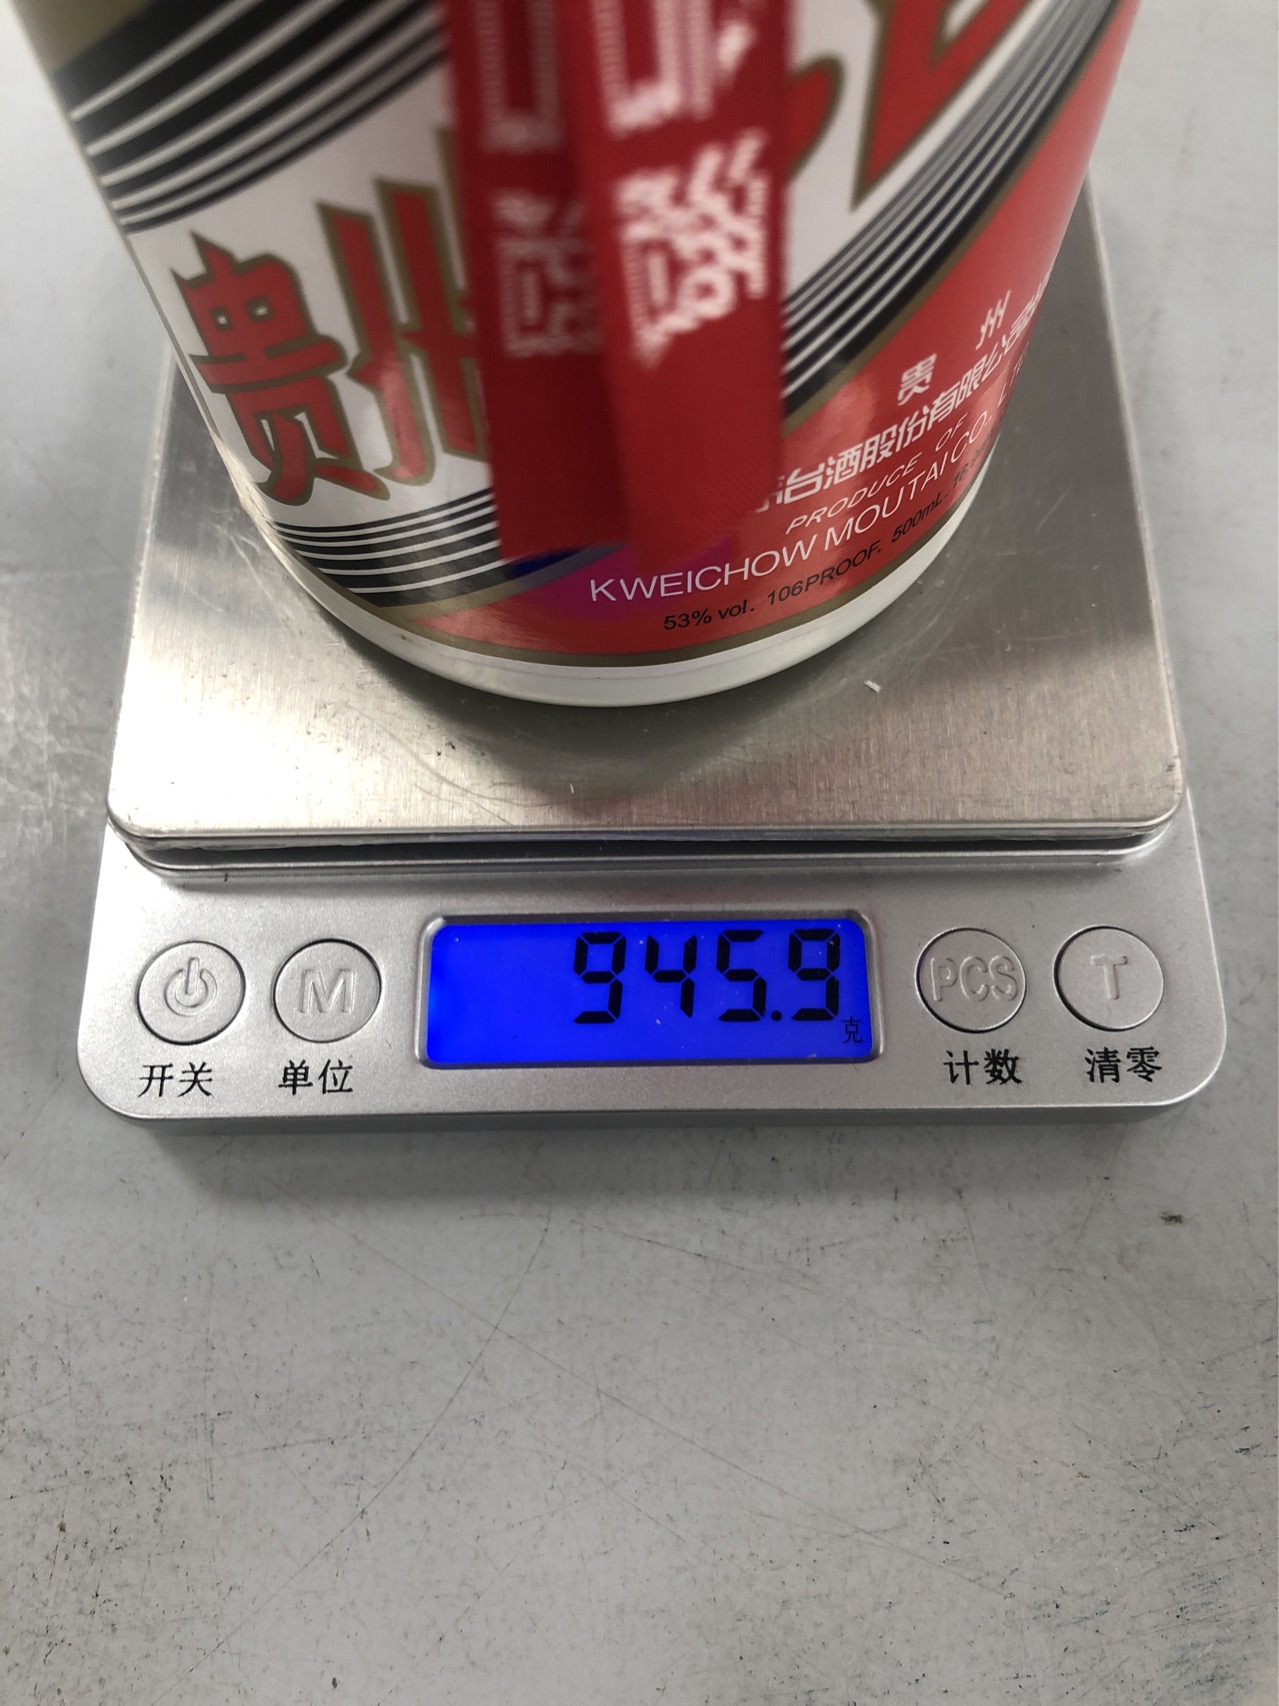 贵州
贵州
台酒股份有限公司
PRODUCE OF
KWEICHOW MOUTAI CO.
53% vol. 106PROOF. 500mL.
945.9
克
PCS
M
T
开关
单位
计数
清零